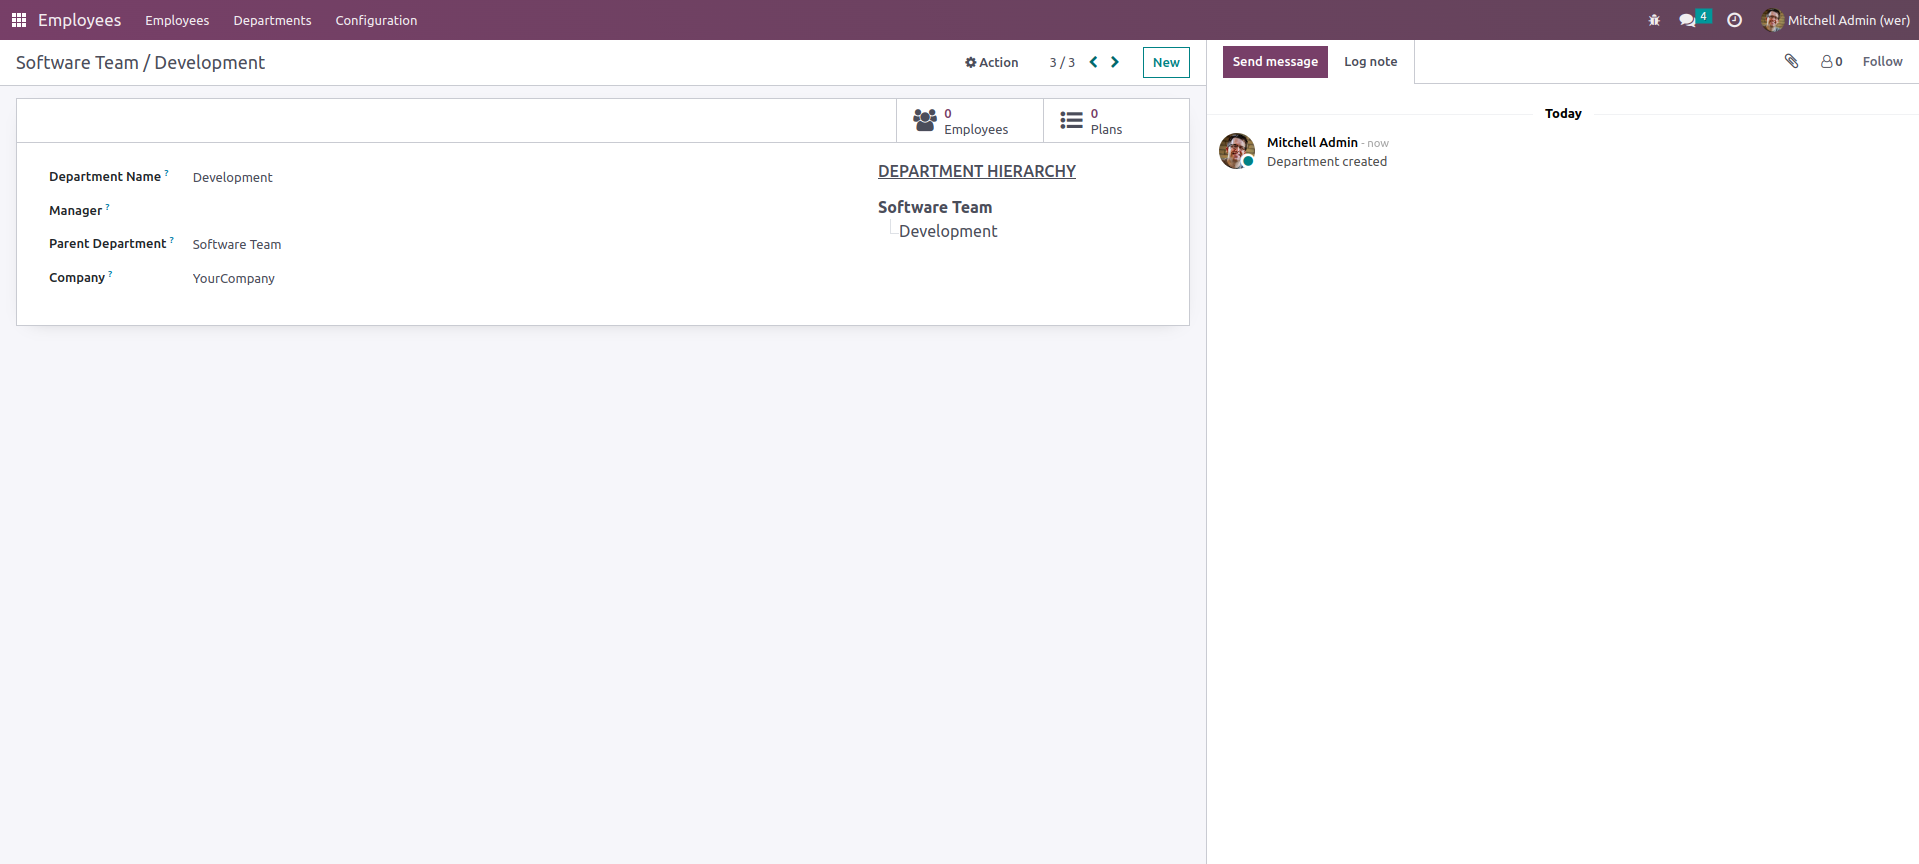 Employees Employees Departments Configuration 4 Mitchell Admin (wer)
Software Team / Development Action 3 / 3 New
Send message Log note 0 Follow
0 Employees
0 Plans
Department Name ? Development
Manager ?
Parent Department ? Software Team
Company ? YourCompany
DEPARTMENT HIERARCHY
Software Team
Development
Today
Mitchell Admin - now
Department created